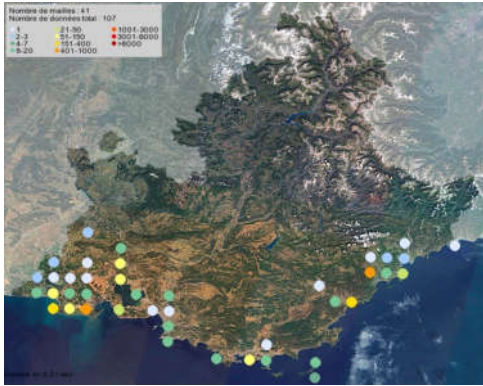 Nombre de mailles : 41
Nombre de données total : 107
1 21-50 1001-3000
2-3 51-150 3001-6000
4-7 151-400 >6000
8-20 401-1000